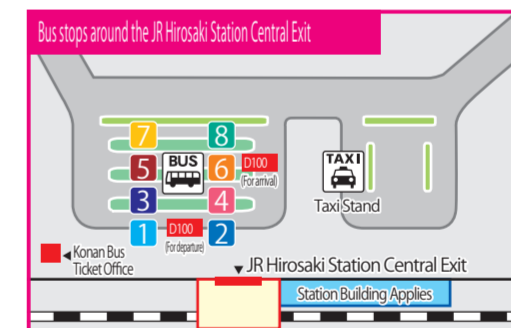 Bus stops around the JR Hirosaki Station Central Exit
7 8
5 BUS 6 D100
(For arrival)
TAXI
Taxi Stand
3 4
1 D100 2
(For departure)
Konan Bus
Ticket Office
JR Hirosaki Station Central Exit
Station Building Applies